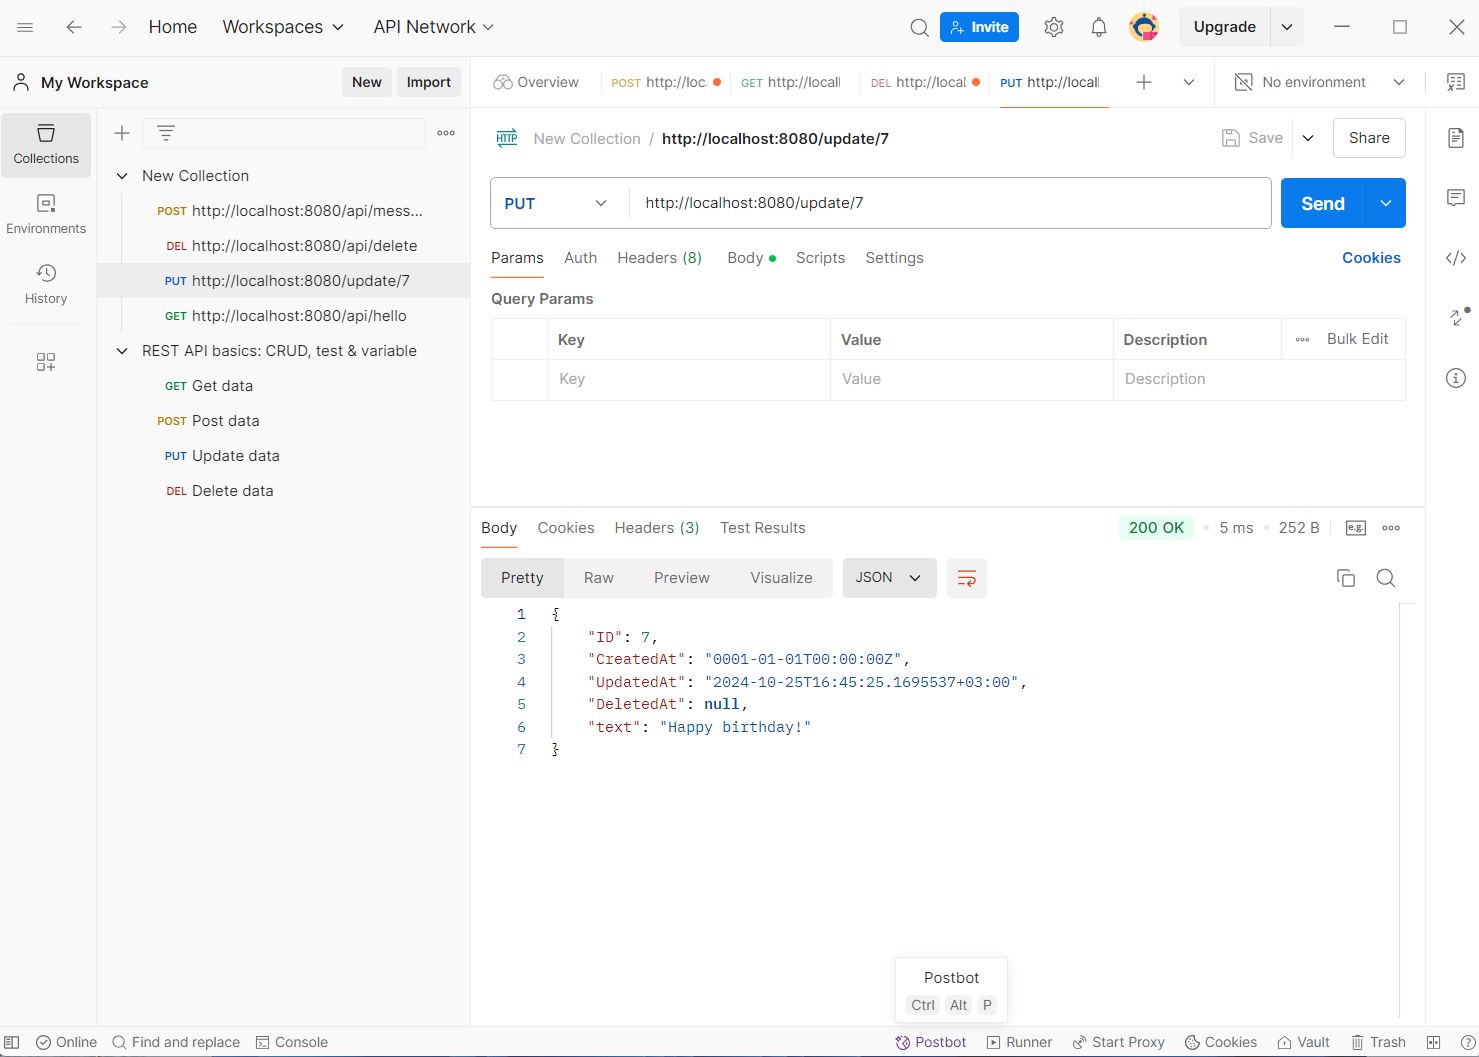 Home Workspaces API Network Invite Upgrade
My Workspace New Import Overview POST http://loc GET http://locall DEL http://local PUT http://locall No environment
Collections
Environments
History
New Collection
POST http://localhost:8080/api/mess...
DEL http://localhost:8080/api/delete
PUT http://localhost:8080/update/7
GET http://localhost:8080/api/hello
REST API basics: CRUD, test & variable
GET Get data
POST Post data
PUT Update data
DEL Delete data
HTTP New Collection / http://localhost:8080/update/7 Save Share
PUT http://localhost:8080/update/7 Send
Params Auth Headers (8) Body Scripts Settings Cookies
Query Params
Key Value Description Bulk Edit
Key Value Description
Body Cookies Headers (3) Test Results 200 OK 5 ms 252 B e.g.
Pretty Raw Preview Visualize JSON
1 {
2 "ID": 7,
3 "CreatedAt": "0001-01-01T00:00:00Z",
4 "UpdatedAt": "2024-10-25T16:45:25.1695537+03:00",
5 "DeletedAt": null,
6 "text": "Happy birthday!"
7 }
Postbot
Ctrl Alt P
Online Find and replace Console Postbot Runner Start Proxy Cookies Vault Trash